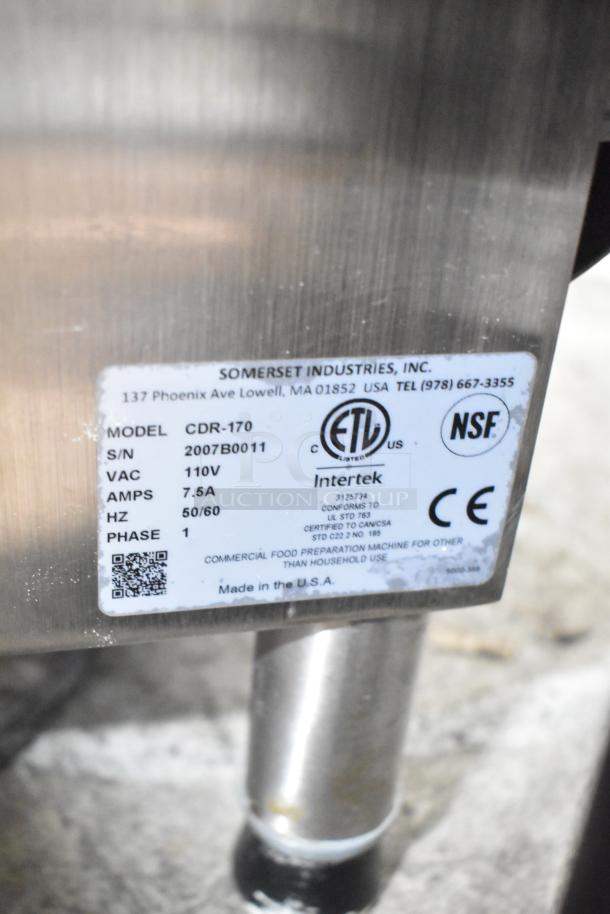 SOMERSET INDUSTRIES, INC.
137 Phoenix Ave Lowell, MA 01852 USA TEL (978) 667-3355
MODEL CDR-170
S/N 2007B0011
VAC 110V
AMPS 7.5A
HZ 50/60
PHASE 1
C ETL US
LISTED
Intertek
3125734
CONFORMS TO
UL STD 763
CERTIFIED TO CAN/CSA
STD C22.2 NO. 195
NSF
CE
PCI
AUCTION GROUP
COMMERCIAL FOOD PREPARATION MACHINE FOR OTHER
THAN HOUSEHOLD USE
Made in the U.S.A.